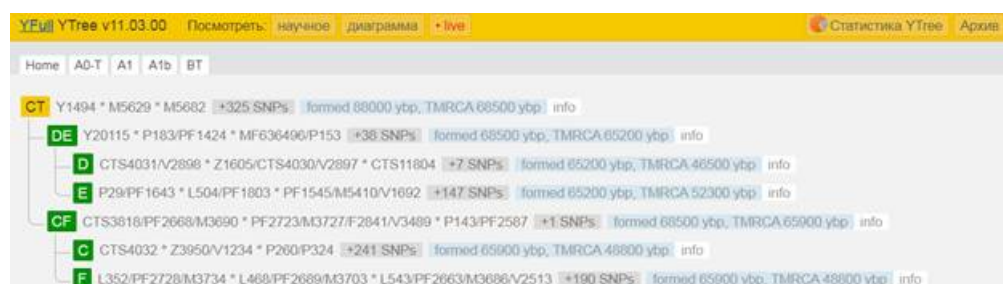 YFull YTree v11.03.00 Посмотреть: научное диаграмма • live Статистика YTree Архив
Home A0-T A1 A1b BT
CT Y1494 * M5629 * M5682 +325 SNPs formed 88000 ybp, TMRCA 68500 ybp info
DE Y20115 * P183/PF1424 * MF636496/P153 +38 SNPs formed 68500 ybp, TMRCA 65200 ybp info
D CTS4031/V2898 * Z1605/CTS4030/V2897 * CTS11804 +7 SNPs formed 65200 ybp, TMRCA 46500 ybp info
E P29/PF1643 * L504/PF1803 * PF1545/M5410/V1692 +147 SNPs formed 65200 ybp, TMRCA 52300 ybp info
CF CTS3818/PF2668/M3690 * PF2723/M3727/F2841/V3489 * P143/PF2587 +1 SNPs formed 68500 ybp, TMRCA 65900 ybp info
C CTS4032 * Z3950/V1234 * P260/P324 +241 SNPs formed 65900 ybp, TMRCA 48800 ybp info
F L352/PF2728/M3734 * L468/PF2689/M3703 * L543/PF2663/M3686/V2513 +190 SNPs formed 65900 ybp, TMRCA 48800 ybp info